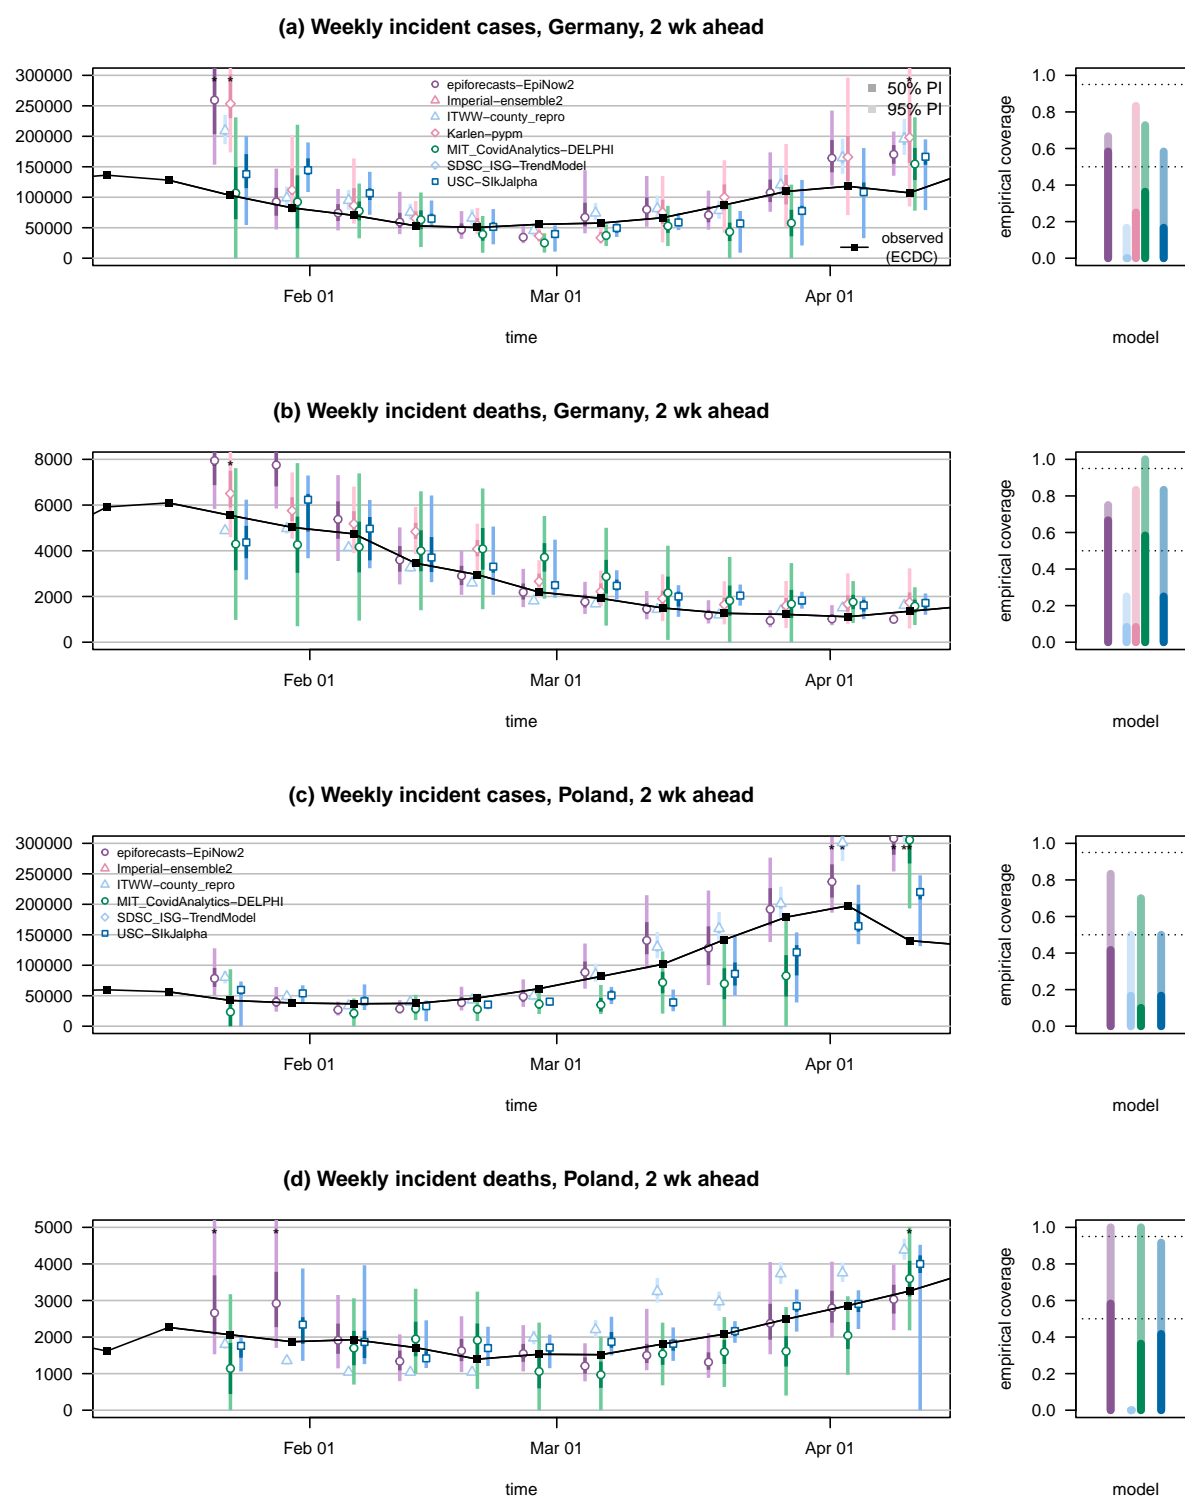 (a) Weekly incident cases, Germany, 2 wk ahead
300000
250000
200000
150000
100000
50000
0
epiforecasts−EpiNow2
Imperial−ensemble2
ITWW−county_repro
Karlen−pypm
MIT_CovidAnalytics−DELPHI
SDSC_ISG−TrendModel
USC−SIkJalpha
50% PI
95% PI
observed
(ECDC)
Feb 01
Mar 01
Apr 01
time
1.0
0.8
0.6
0.4
0.2
0.0
empirical coverage
model
(b) Weekly incident deaths, Germany, 2 wk ahead
8000
6000
4000
2000
0
Feb 01
Mar 01
Apr 01
time
1.0
0.8
0.6
0.4
0.2
0.0
empirical coverage
model
(c) Weekly incident cases, Poland, 2 wk ahead
300000
250000
200000
150000
100000
50000
0
epiforecasts−EpiNow2
Imperial−ensemble2
ITWW−county_repro
MIT_CovidAnalytics−DELPHI
SDSC_ISG−TrendModel
USC−SIkJalpha
Feb 01
Mar 01
Apr 01
time
1.0
0.8
0.6
0.4
0.2
0.0
empirical coverage
model
(d) Weekly incident deaths, Poland, 2 wk ahead
5000
4000
3000
2000
1000
0
Feb 01
Mar 01
Apr 01
time
1.0
0.8
0.6
0.4
0.2
0.0
empirical coverage
model